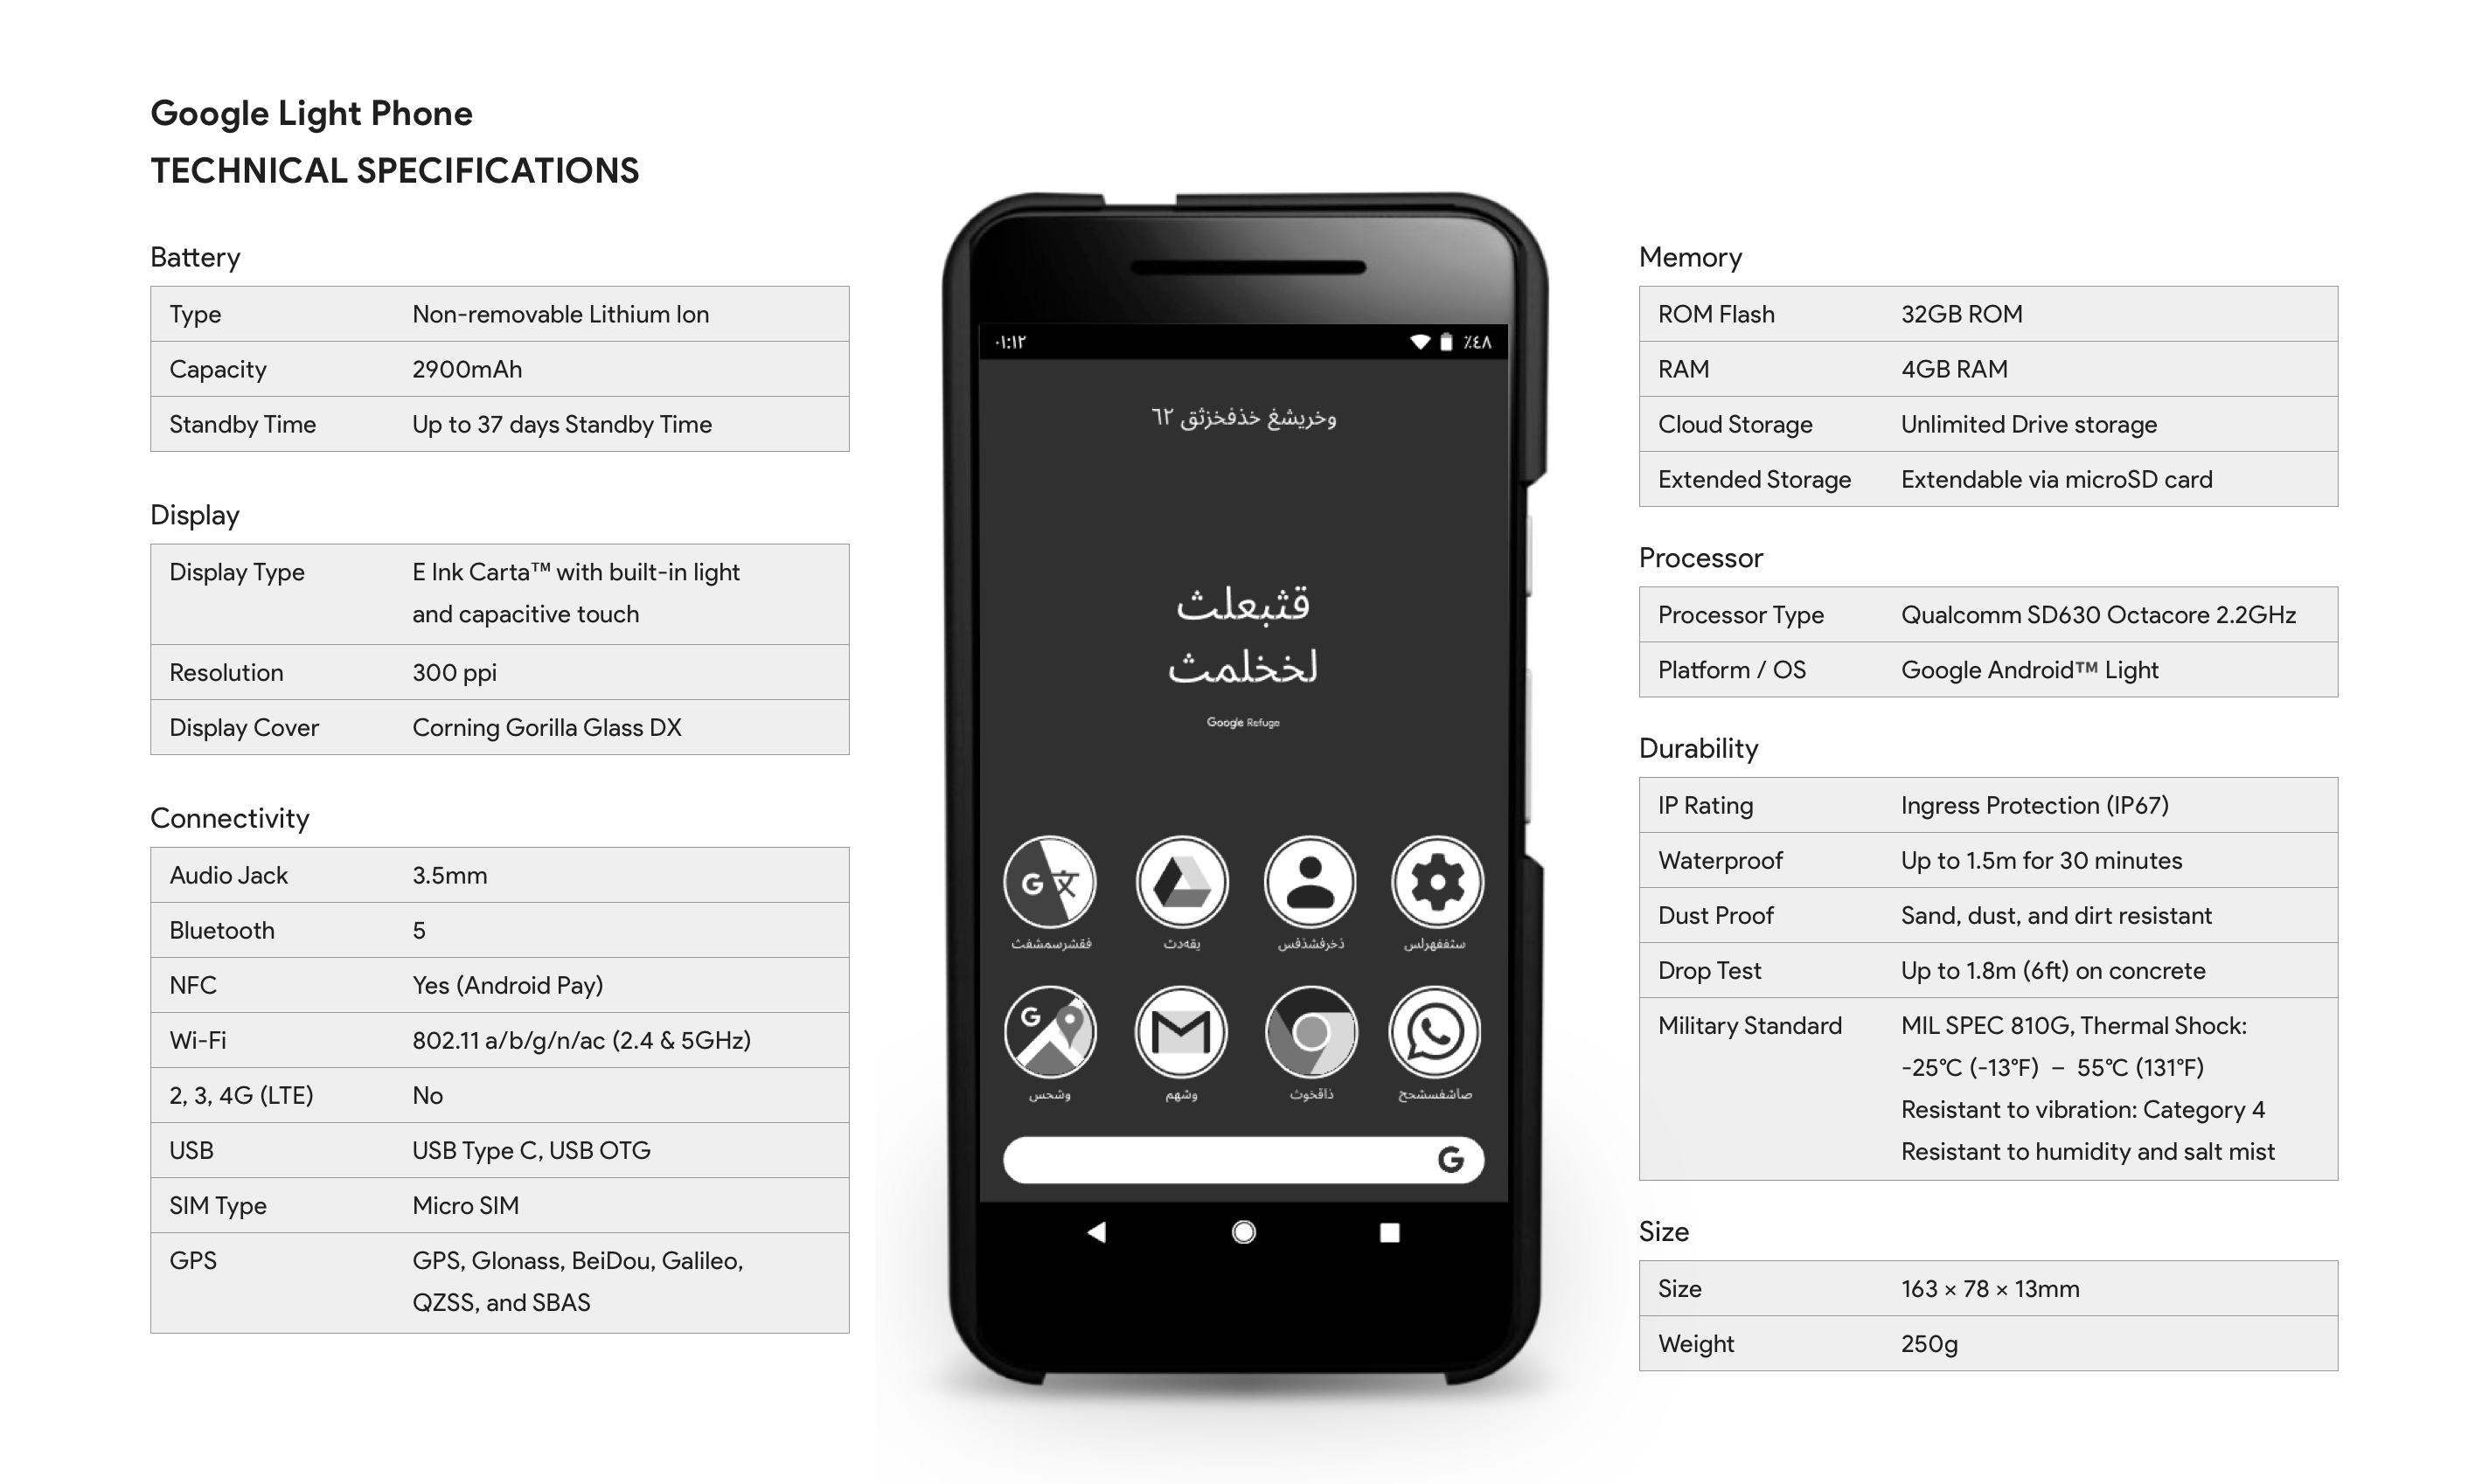 Google Light Phone
TECHNICAL SPECIFICATIONS
Battery
Type Non-removable Lithium Ion
Capacity 2900mAh
Standby Time Up to 37 days Standby Time
Display
Display Type E Ink Carta™ with built-in light
and capacitive touch
Resolution 300 ppi
Display Cover Corning Gorilla Glass DX
Connectivity
Audio Jack 3.5mm
Bluetooth 5
NFC Yes (Android Pay)
Wi-Fi 802.11 a/b/g/n/ac (2.4 & 5GHz)
2, 3, 4G (LTE) No
USB USB Type C, USB OTG
SIM Type Micro SIM
GPS GPS, Glonass, BeiDou, Galileo,
QZSS, and SBAS
٠١:١٢ ٪٤٨
وخريشغ خذفخزثق ٦٢
قثبعلث
لخخلمث
Google Refuge
سثففهرلس ذخرفشذفس يقهدث فقشرسمشفث
صاشفسشحح ذاقخوث وشهم وشحس
Memory
ROM Flash 32GB ROM
RAM 4GB RAM
Cloud Storage Unlimited Drive storage
Extended Storage Extendable via microSD card
Processor
Processor Type Qualcomm SD630 Octacore 2.2GHz
Platform / OS Google Android™ Light
Durability
IP Rating Ingress Protection (IP67)
Waterproof Up to 1.5m for 30 minutes
Dust Proof Sand, dust, and dirt resistant
Drop Test Up to 1.8m (6ft) on concrete
Military Standard MIL SPEC 810G, Thermal Shock:
-25°C (-13°F) – 55°C (131°F)
Resistant to vibration: Category 4
Resistant to humidity and salt mist
Size
Size 163 × 78 × 13mm
Weight 250g